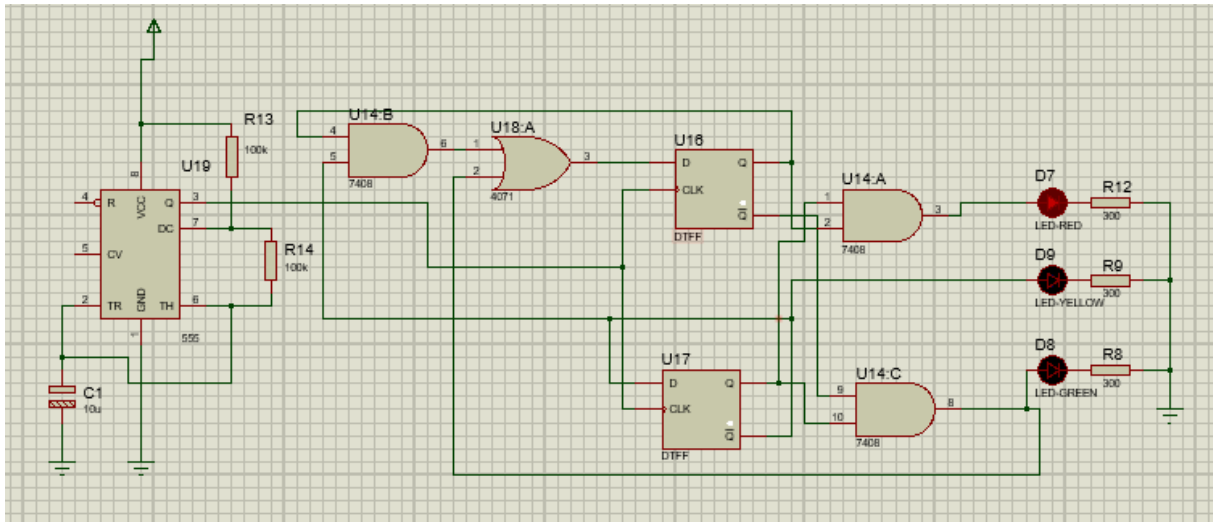 R13
100k
U19
4
R
8
VCC
Q
3
DC
7
5
CV
R14
100k
2
TR
GND
1
TH
6
555
C1
10u
U14:B
4
5
6
7408
U18:A
1
2
3
4071
U16
D
Q
CLK
Q
DTFF
U17
D
Q
CLK
Q
DTFF
U14:A
1
2
3
7408
U14:C
9
10
8
7408
D7
R12
300
LED-RED
D9
R9
300
LED-YELLOW
D8
R8
300
LED-GREEN